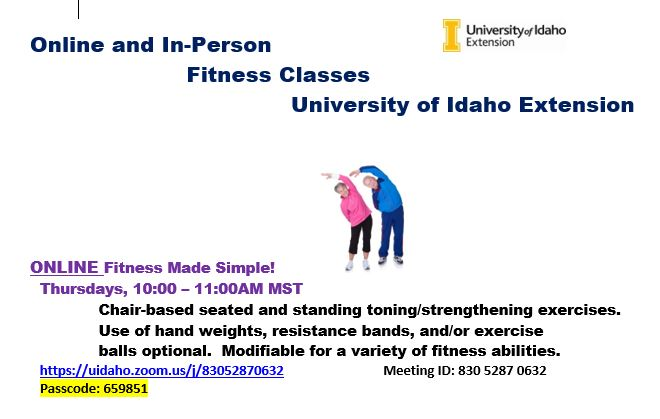 Online and In-Person
University of Idaho
Extension
Fitness Classes
University of Idaho Extension
ONLINE Fitness Made Simple!
Thursdays, 10:00 – 11:00AM MST
Chair-based seated and standing toning/strengthening exercises.
Use of hand weights, resistance bands, and/or exercise
balls optional.  Modifiable for a variety of fitness abilities.
https://uidaho.zoom.us/j/83052870632 Meeting ID: 830 5287 0632
Passcode: 659851